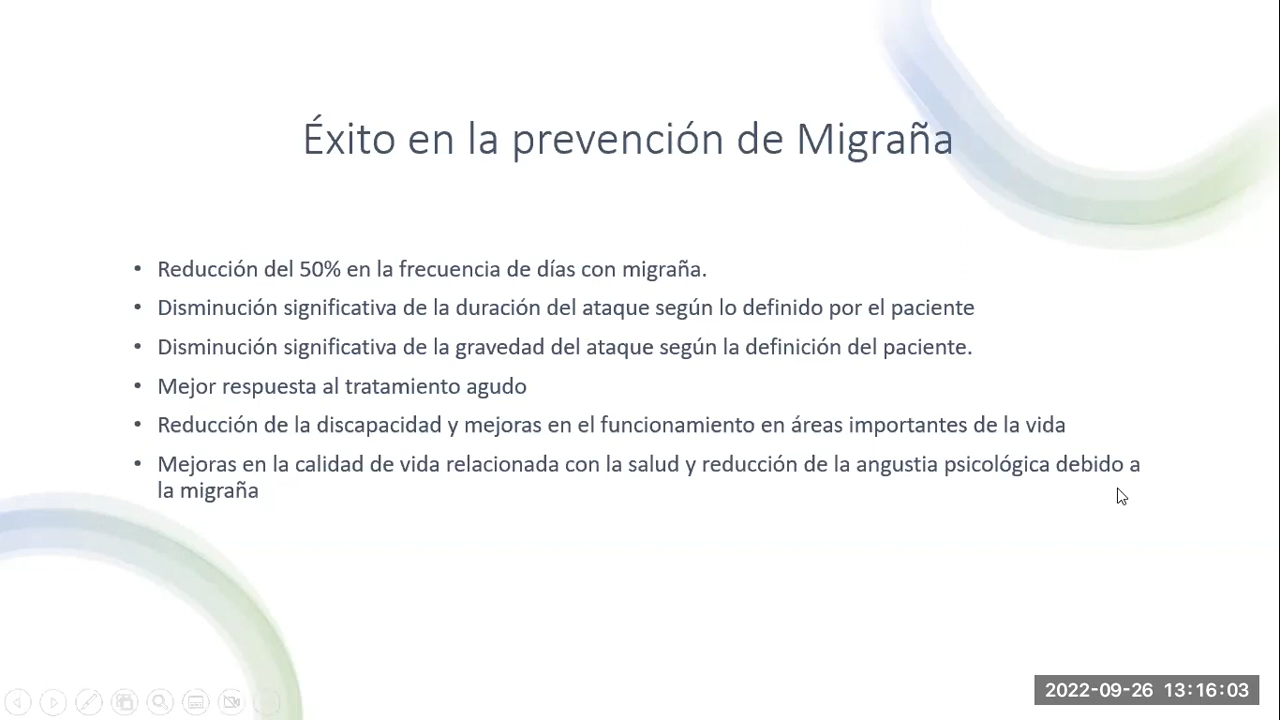 Éxito en la prevención de Migraña
• Reducción del 50% en la frecuencia de días con migraña.
• Disminución significativa de la duración del ataque según lo definido por el paciente
• Disminución significativa de la gravedad del ataque según la definición del paciente.
• Mejor respuesta al tratamiento agudo
• Reducción de la discapacidad y mejoras en el funcionamiento en áreas importantes de la vida
• Mejoras en la calidad de vida relacionada con la salud y reducción de la angustia psicológica debido a
la migraña
2022-09-26 13:16:03